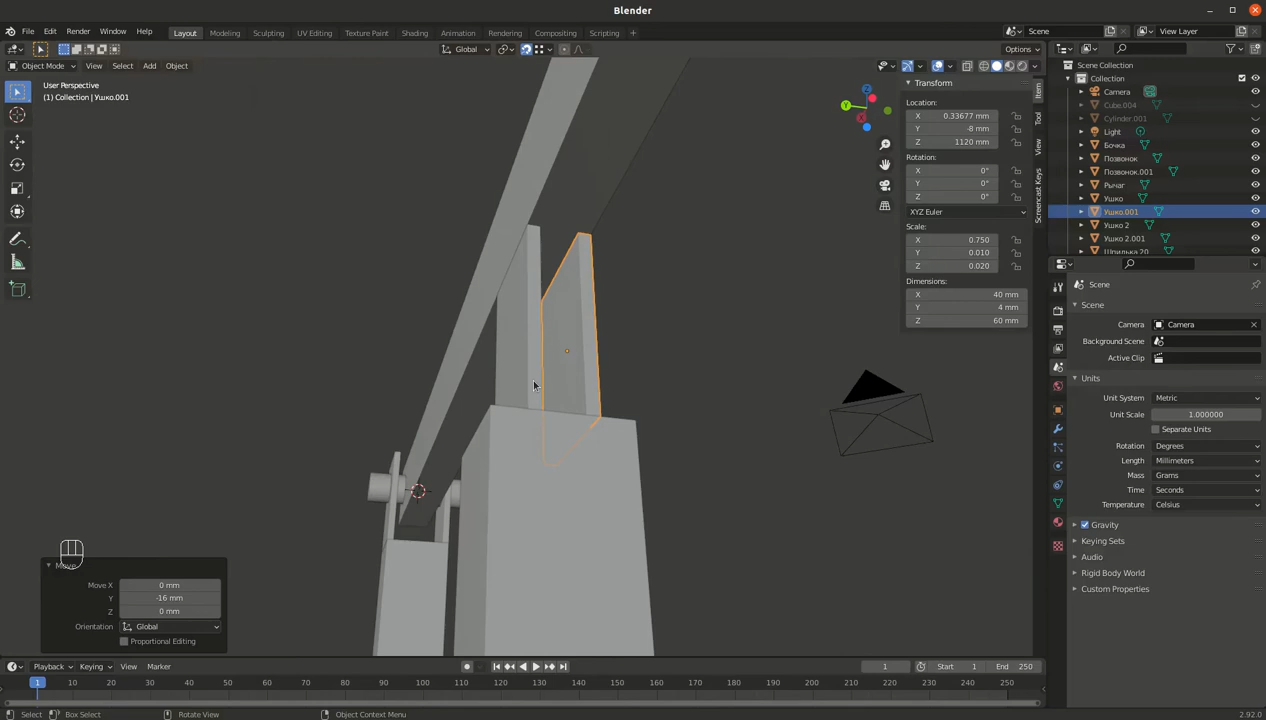 Blender
File Edit Render Window Help Layout Modeling Sculpting UV Editing Texture Paint Shading Animation Rendering Compositing Scripting + Scene View Layer
Global Options
Object Mode View Select Add Object
User Perspective
(1) Collection | Ушко.001
Z
Y
X
Transform
Location:
X 0.33677 mm
Y -8 mm
Z 1120 mm
Rotation:
X 0°
Y 0°
Z 0°
XYZ Euler
Scale:
X 0.750
Y 0.010
Z 0.020
Dimensions:
X 40 mm
Y 4 mm
Z 60 mm
Item
Tool
View
Screencast Keys
Scene Collection
Collection
Camera
Cube.004
Cylinder.001
Light
Бочка
Позвонок
Позвонок.001
Рычаг
Ушко
Ушко.001
Ушко 2
Ушко 2.001
Шпилька 20
Scene
Scene
Camera Camera
Background Scene
Active Clip
Units
Unit System Metric
Unit Scale 1.000000
Separate Units
Rotation Degrees
Length Millimeters
Mass Grams
Time Seconds
Temperature Celsius
Gravity
Keying Sets
Audio
Rigid Body World
Custom Properties
Move
Move X 0 mm
Y -16 mm
Z 0 mm
Orientation Global
Proportional Editing
Playback Keying View Marker 1 Start 1 End 250
1 10 20 30 40 50 60 70 80 90 100 110 120 130 140 150 160 170 180 190 200 210 220 230 240 250
Select Box Select Rotate View Object Context Menu 2.92.0